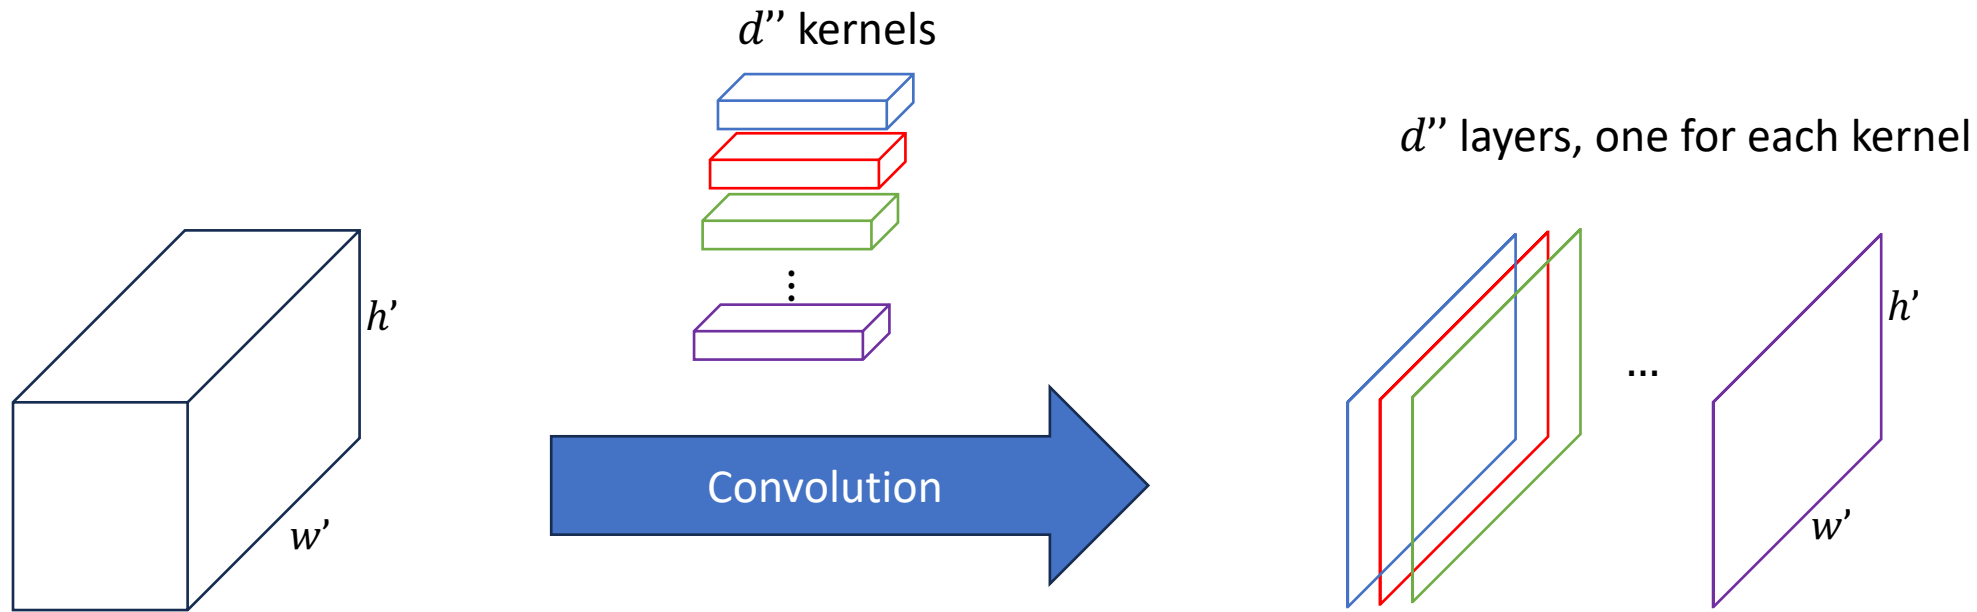 d’’ kernels
d’’ layers, one for each kernel
h’
w’
⋮
Convolution
...
h’
w’